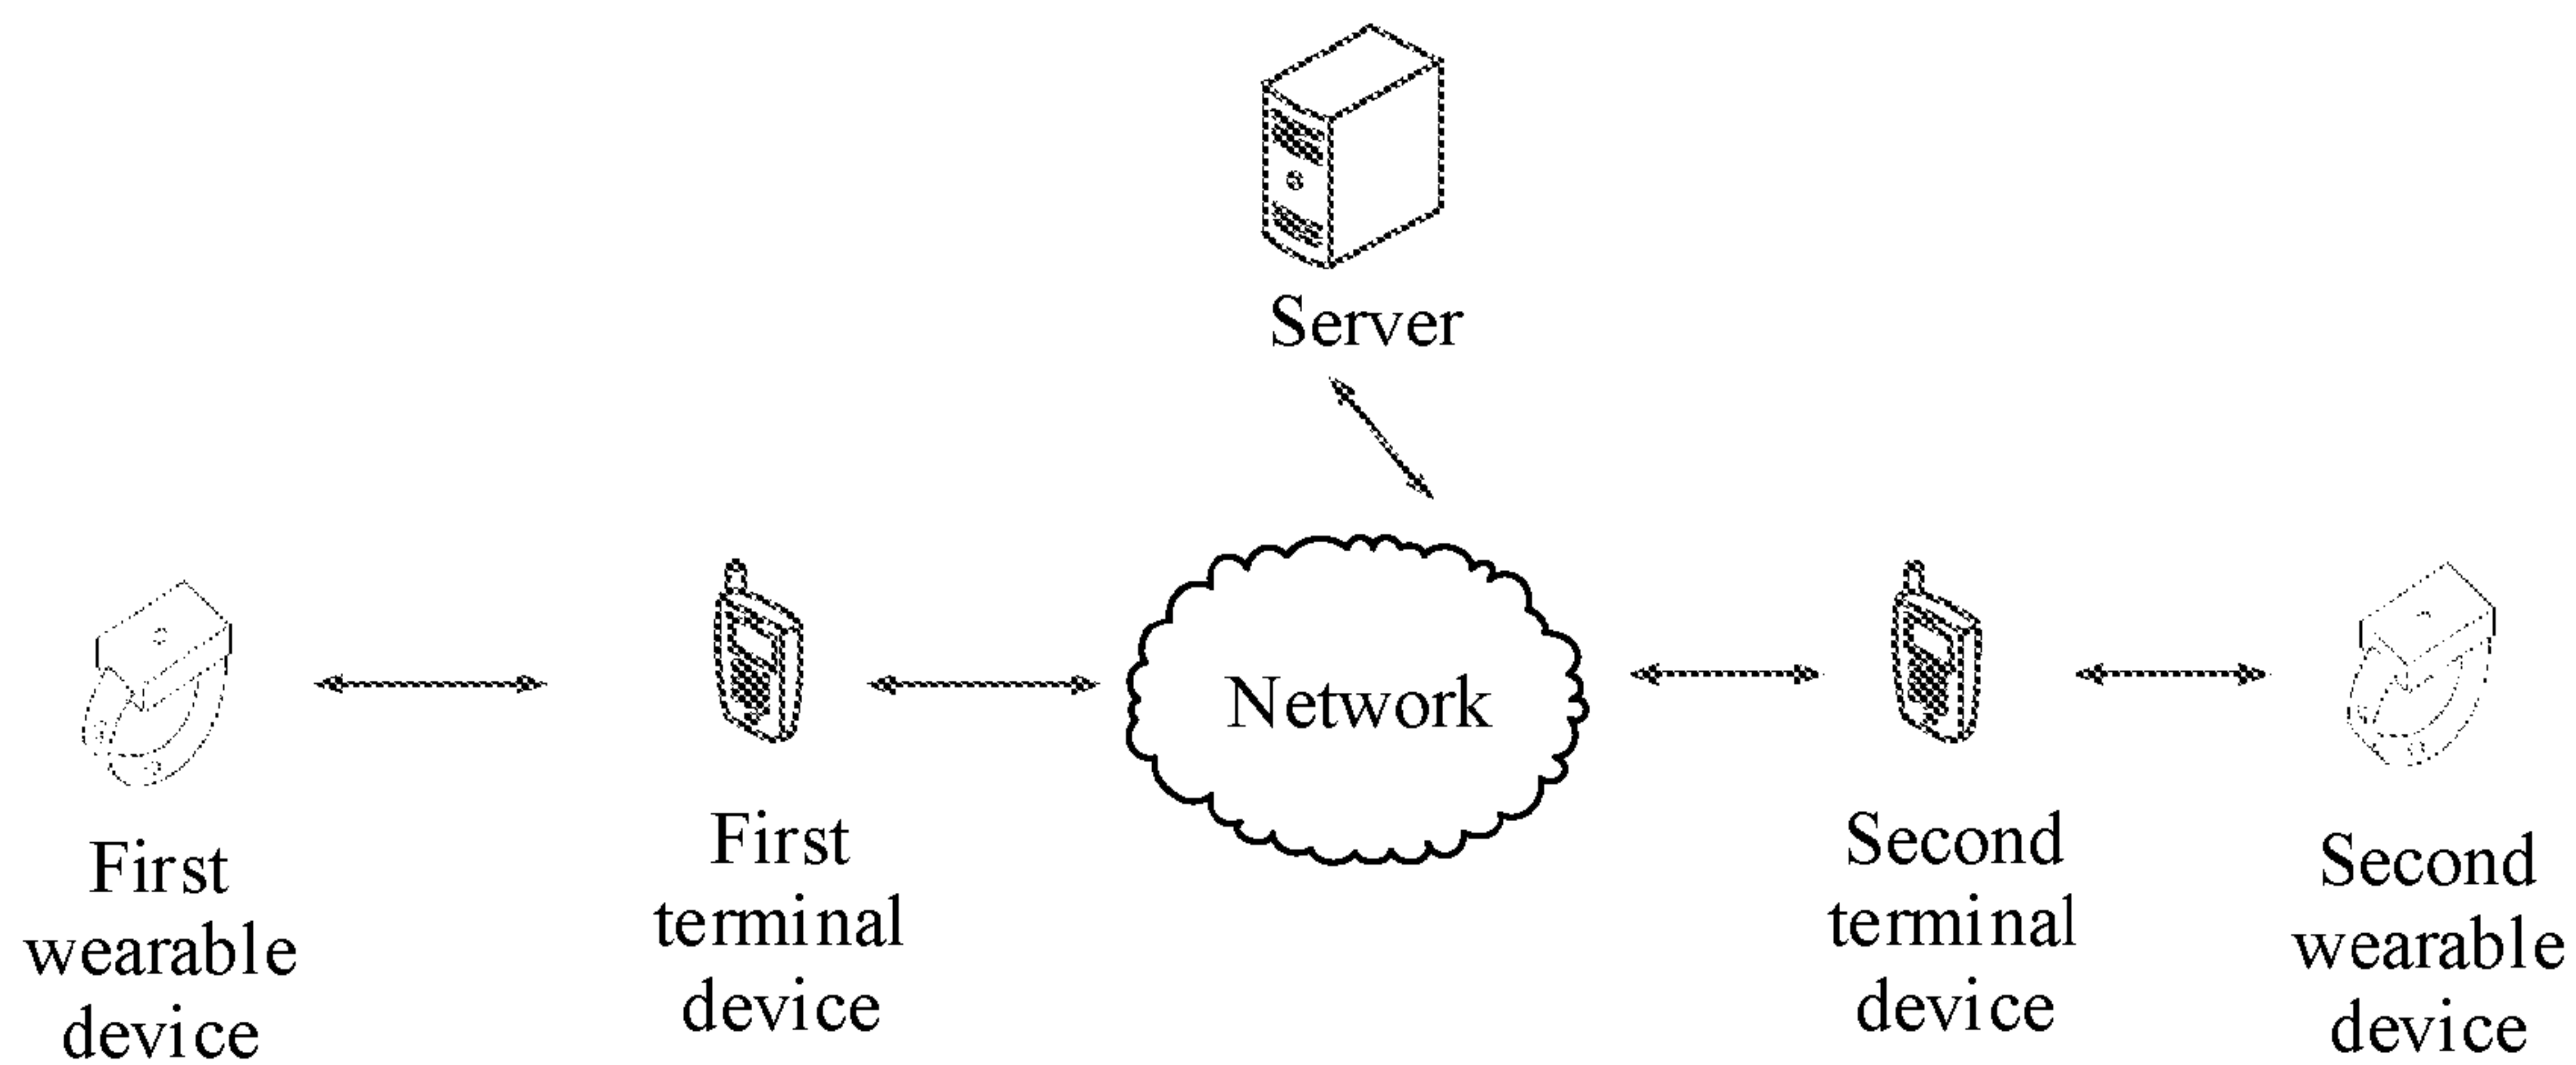 Server
Network
First
wearable
device
First
terminal
device
Second
terminal
device
Second
wearable
device